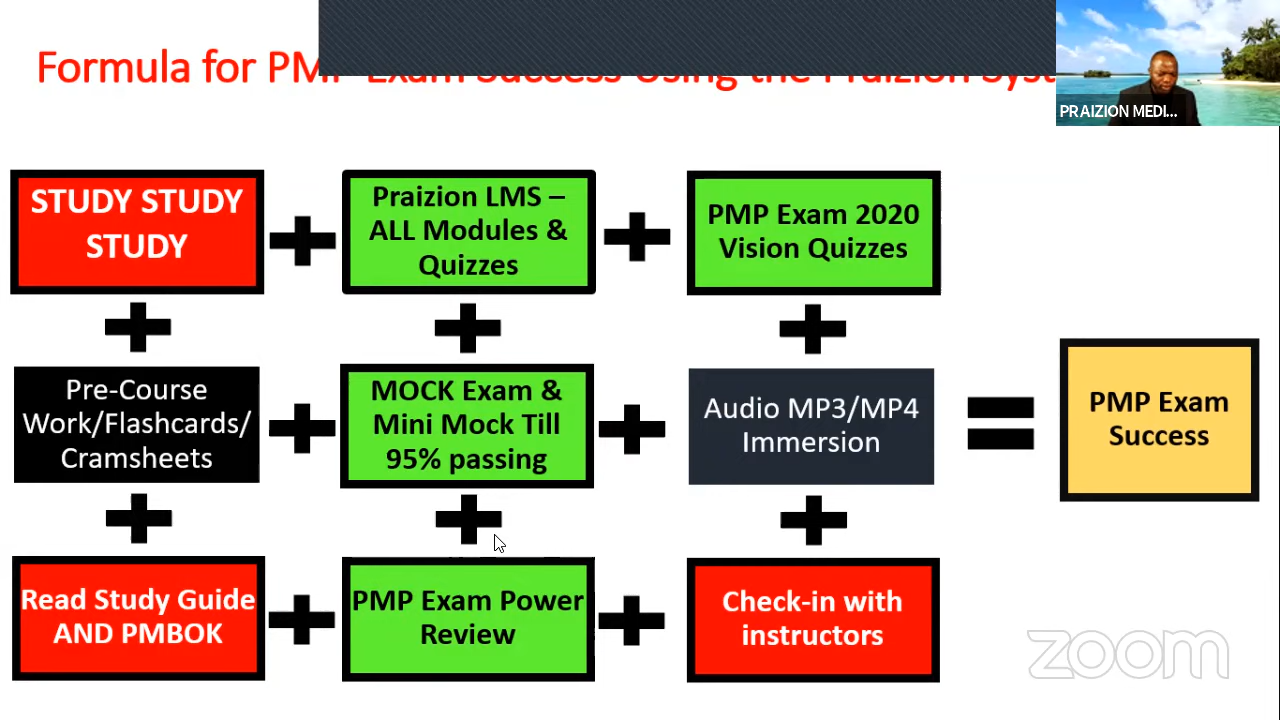 Formula for PMP Exam Success Using the Praizion
PRAIZION MEDI...
STUDY STUDY
STUDY
Praizion LMS –
ALL Modules &
Quizzes
PMP Exam 2020
Vision Quizzes
Pre-Course
Work/Flashcards/
Cramsheets
MOCK Exam &
Mini Mock Till
95% passing
Audio MP3/MP4
Immersion
PMP Exam
Success
Read Study Guide
AND PMBOK
PMP Exam Power
Review
Check-in with
instructors
zoom